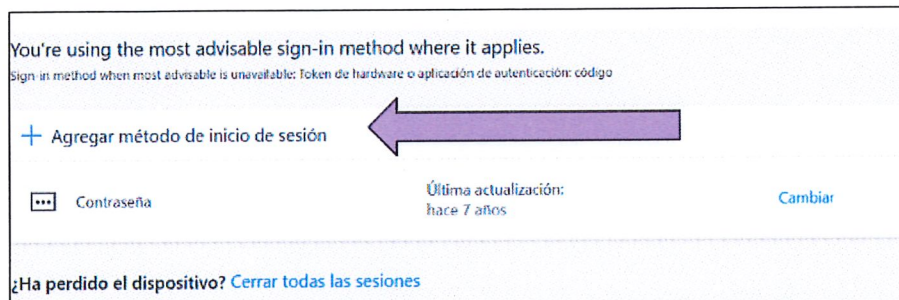 You're using the most advisable sign-in method where it applies.
Sign-in method when most advisable is unavailable: Token de hardware o aplicación de autenticación: código
+ Agregar método de inicio de sesión
Contraseña
Última actualización:
hace 7 años
Cambiar
¿Ha perdido el dispositivo? Cerrar todas las sesiones